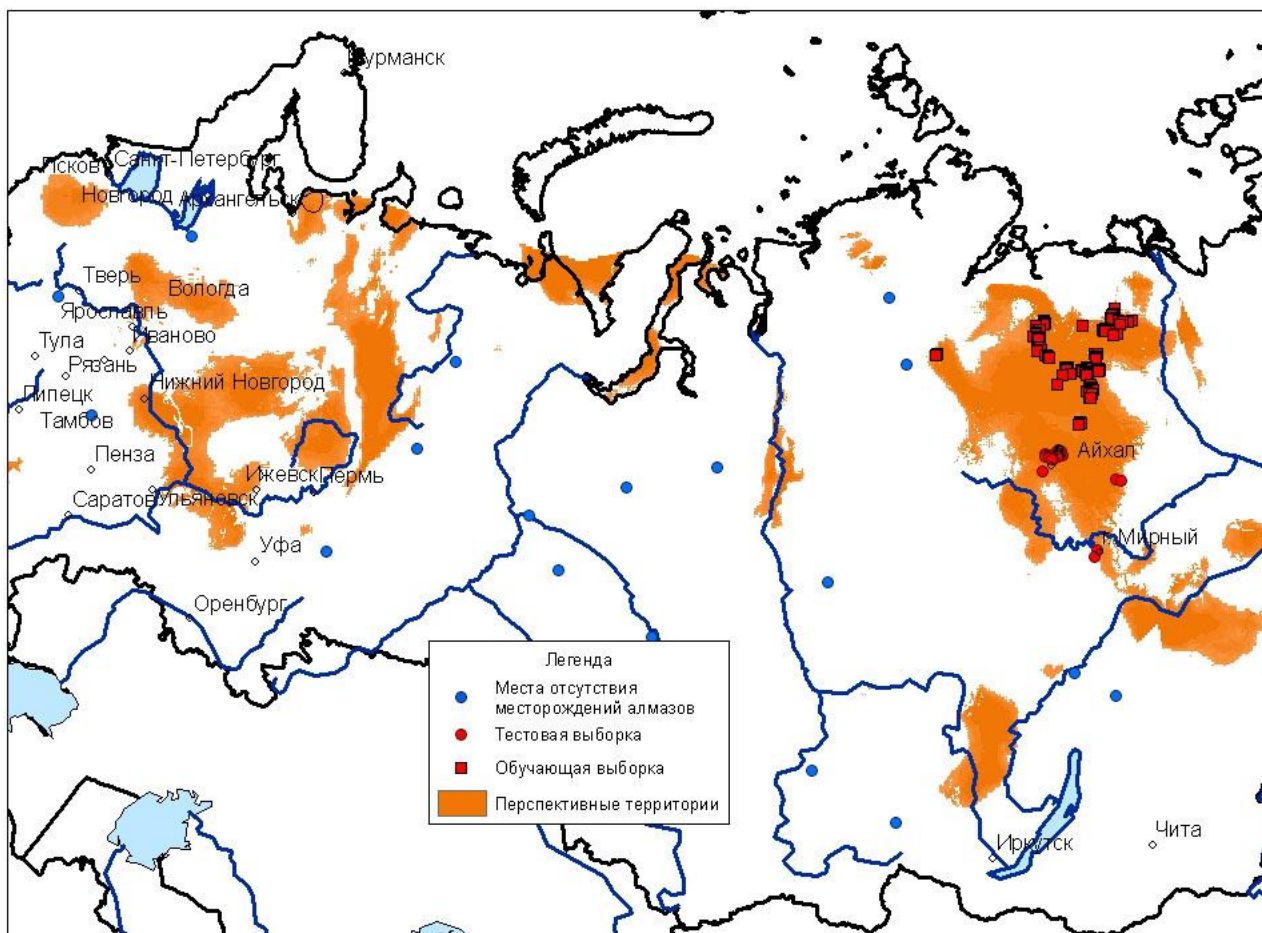 Мурманск
Псков
Санкт-Петербург
Новгород
Архангельск
Тверь
Вологда
Ярославль
Иваново
Тула
Рязань
Нижний Новгород
Липецк
Тамбов
Пенза
Ижевск
Пермь
Саратов
Ульяновск
Уфа
Оренбург
Айхал
Мирный
Иркутск
Чита
Легенда
Места отсутствия
месторождений алмазов
Тестовая выборка
Обучающая выборка
Перспективные территории